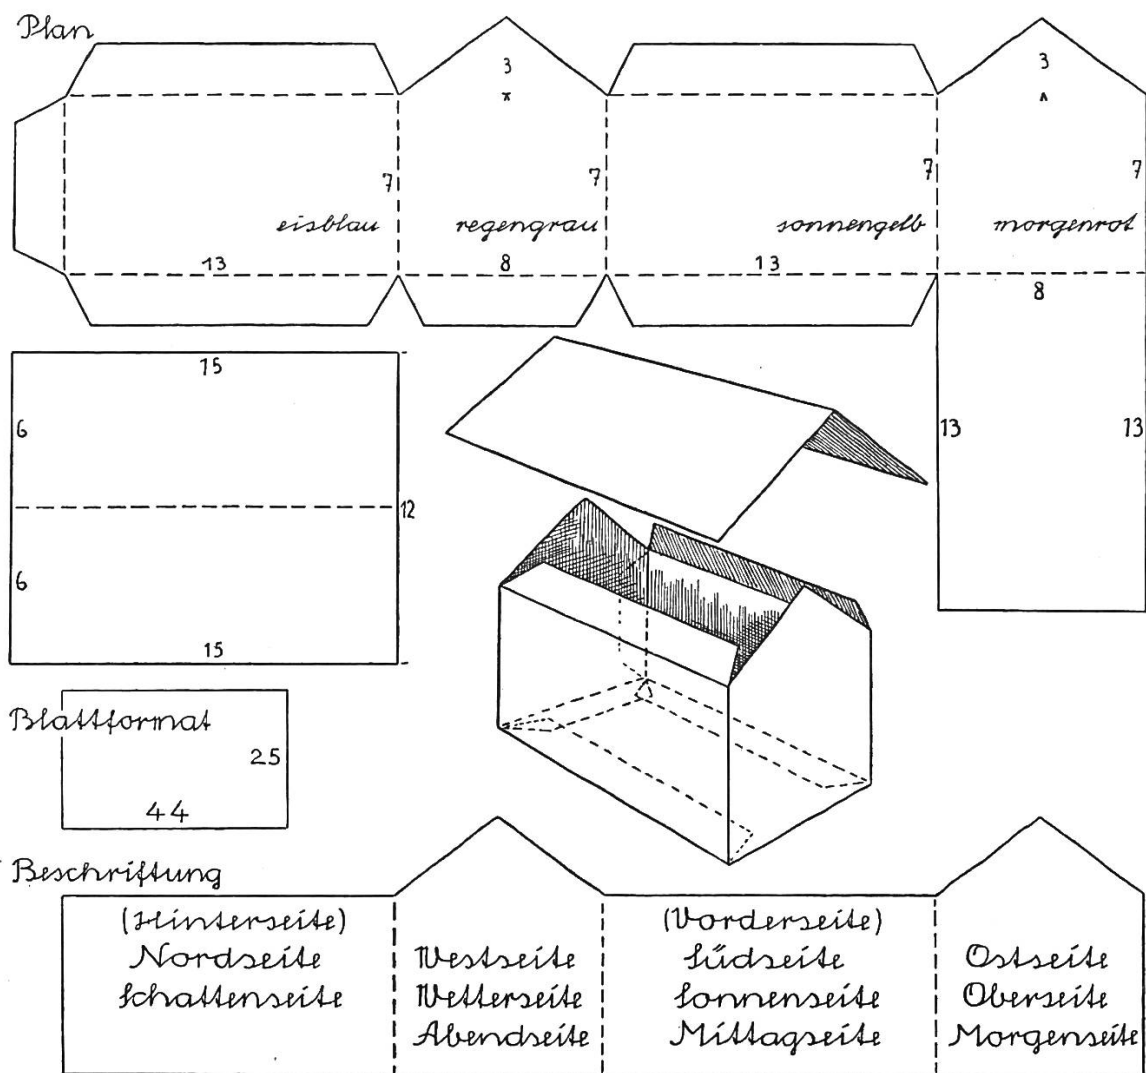 Plan
3
3
7
7
7
7
eisblau
regengrau
sonnengelb
morgenrot
13
8
13
8
15
6
12
6
15
13
13
Blattformat
25
44
Beschriftung
(Hinterseite)
Nordseite
Schattenseite
Westseite
Wetterseite
Abendseite
(Vorderseite)
Südseite
Sonnenseite
Mittagseite
Ostseite
Oberseite
Morgenseite